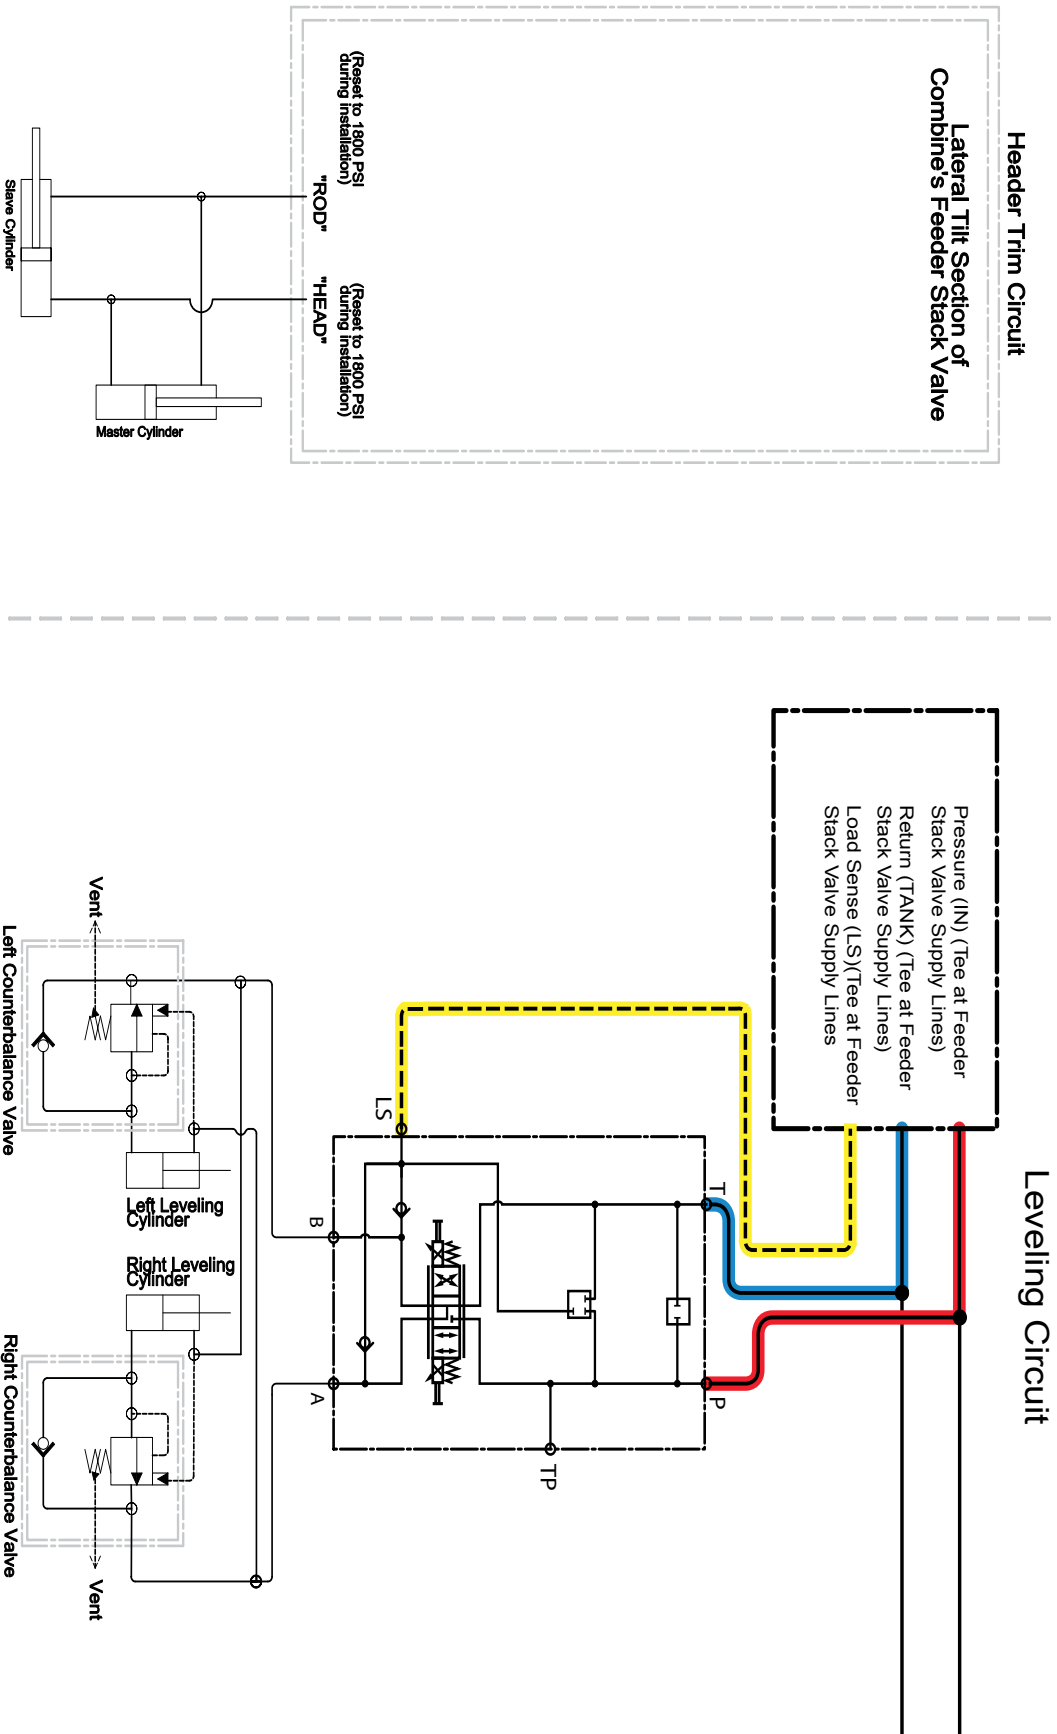 Header Trim Circuit
Lateral Tilt Section of
Combine's Feeder Stack Valve
(Reset to 1800 PSI
during installation)
(Reset to 1800 PSI
during installation)
"ROD"
"HEAD"
Master Cylinder
Slave Cylinder
Leveling Circuit
Pressure (IN) (Tee at Feeder
Stack Valve Supply Lines)
Return (TANK) (Tee at Feeder
Stack Valve Supply Lines)
Load Sense (LS)(Tee at Feeder
Stack Valve Supply Lines
T
P
TP
LS
B
A
Left Leveling
Cylinder
Right Leveling
Cylinder
Vent
Vent
Left Counterbalance Valve
Right Counterbalance Valve